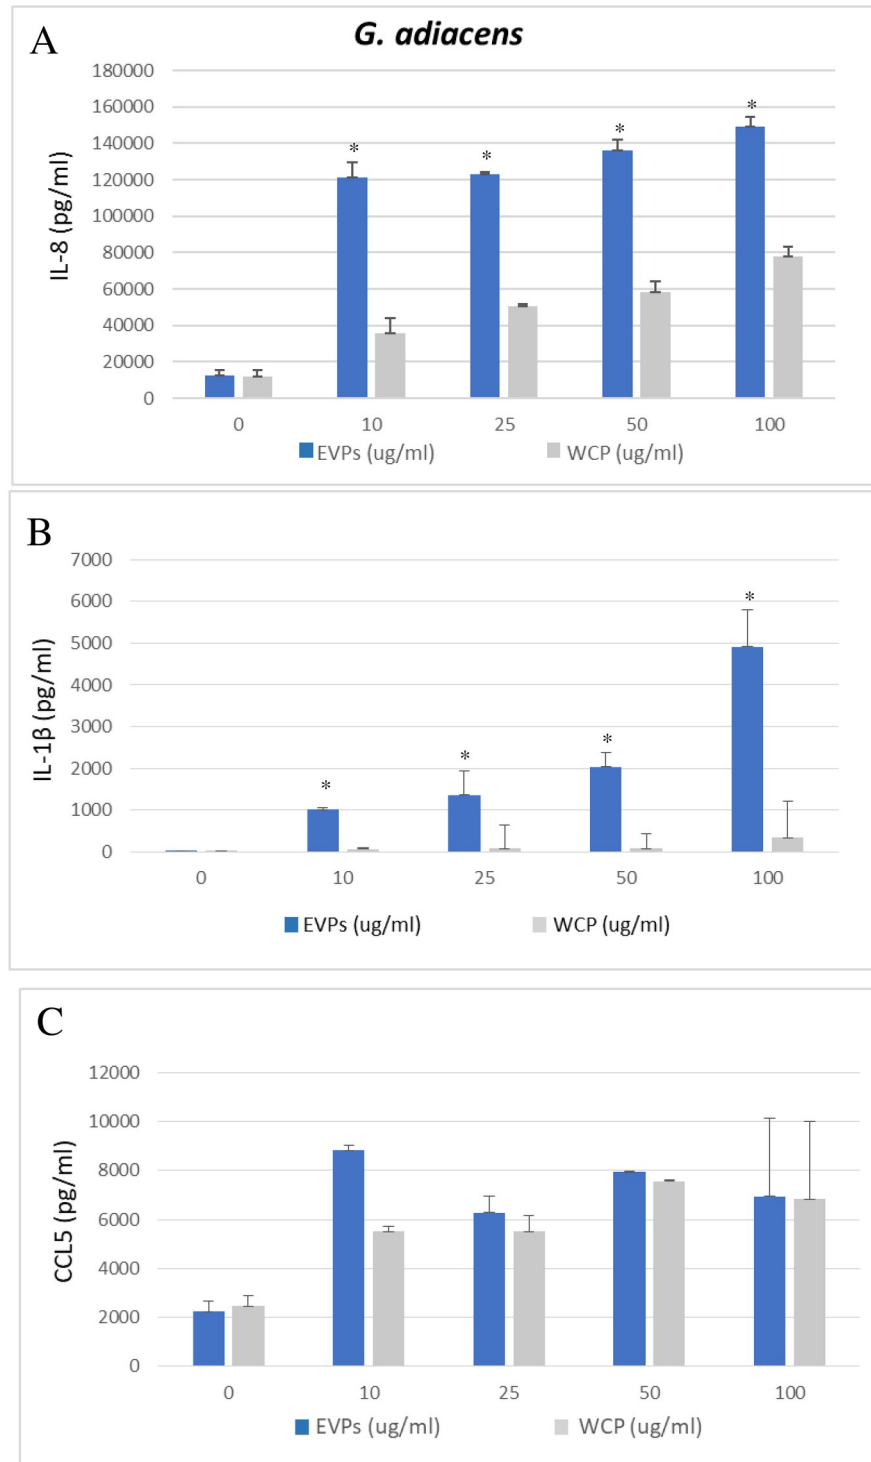 A
G. adiacens
180000
160000
140000
120000
100000
80000
60000
40000
20000
0
IL-8 (pg/ml)
* * * *
0 10 25 50 100
EVPs (ug/ml) WCP (ug/ml)
B
7000
6000
5000
4000
3000
2000
1000
0
IL-1β (pg/ml)
* * * *
0 10 25 50 100
EVPs (ug/ml) WCP (ug/ml)
C
12000
10000
8000
6000
4000
2000
0
CCL5 (pg/ml)
0 10 25 50 100
EVPs (ug/ml) WCP (ug/ml)